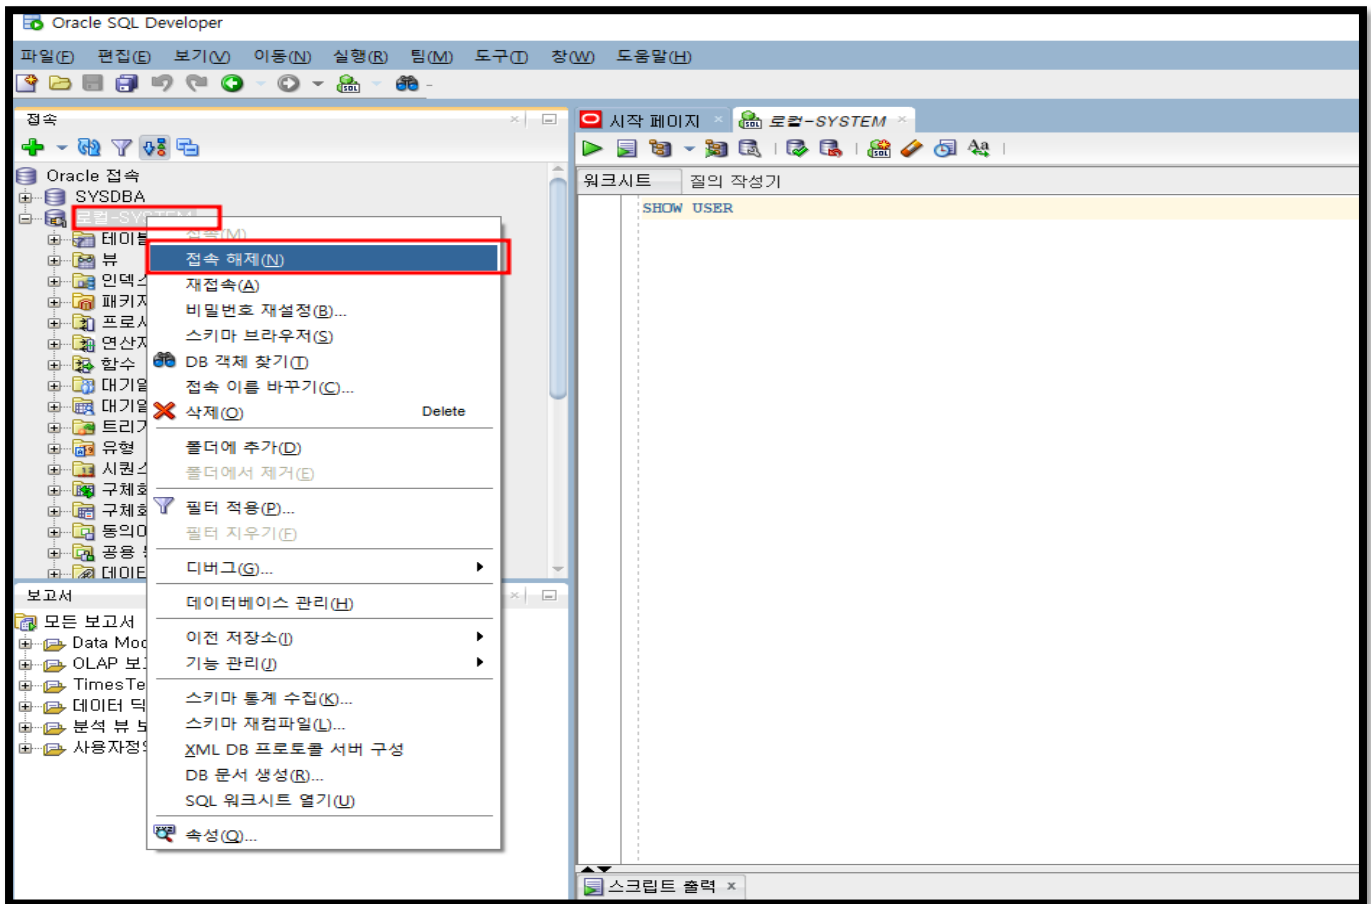 Oracle SQL Developer
파일(F) 편집(E) 보기(V) 이동(N) 실행(R) 팀(M) 도구(T) 창(W) 도움말(H)
접속
Oracle 접속
SYSDBA
로컬-SYSTEM
테이블
뷰
인덱스
패키지
프로시
연산자
함수
대기열
대기열
트리거
유형
시퀀스
구체화
구체화
동의어
공용
데이터
접속(M)
접속 해제(N)
재접속(A)
비밀번호 재설정(B)...
스키마 브라우저(S)
DB 객체 찾기(T)
접속 이름 바꾸기(C)...
삭제(O) Delete
폴더에 추가(D)
폴더에서 제거(E)
필터 적용(P)...
필터 지우기(F)
디버그(G)...
데이터베이스 관리(H)
이전 저장소(I)
기능 관리(J)
스키마 통계 수집(K)...
스키마 재컴파일(L)...
XML DB 프로토콜 서버 구성
DB 문서 생성(R)...
SQL 워크시트 열기(U)
속성(Q)...
보고서
모든 보고서
Data Mod
OLAP 보고
TimesTe
데이터 딕
분석 뷰 보
사용자정의
시작 페이지
로컬-SYSTEM
워크시트 질의 작성기
SHOW USER
스크립트 출력